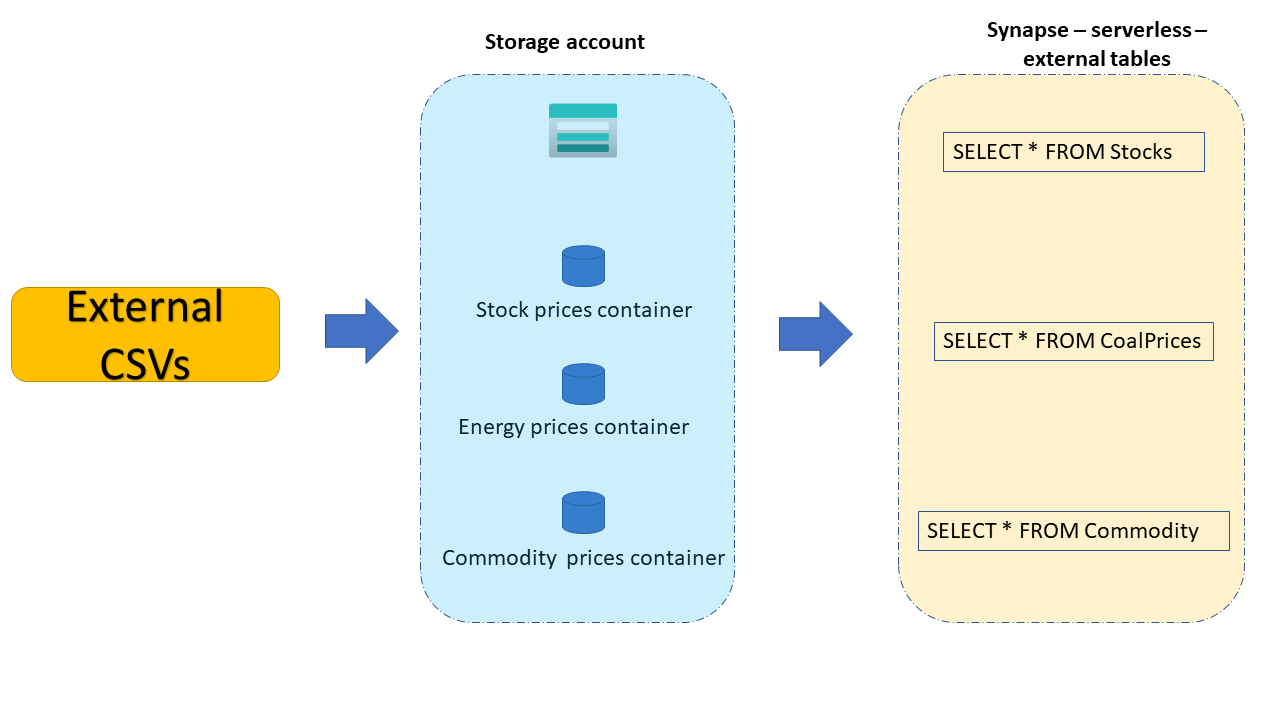 Storage account
Synapse – serverless –
external tables
SELECT * FROM Stocks
External
CSVs
Stock prices container
SELECT * FROM CoalPrices
Energy prices container
SELECT * FROM Commodity
Commodity  prices container